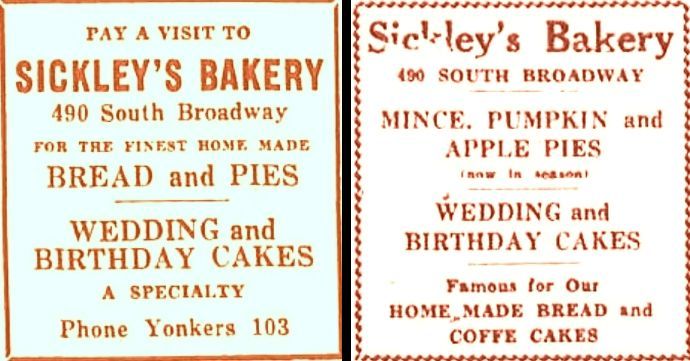 PAY A VISIT TO
SICKLEY'S BAKERY
490 South Broadway
FOR THE FINEST HOME MADE
BREAD and PIES
WEDDING and
BIRTHDAY CAKES
A SPECIALTY
Phone Yonkers 103
Sickley's Bakery
490 SOUTH BROADWAY
MINCE, PUMPKIN and
APPLE PIES
(now in season)
WEDDING and
BIRTHDAY CAKES
Famous for Our
HOME MADE BREAD and
COFFE CAKES